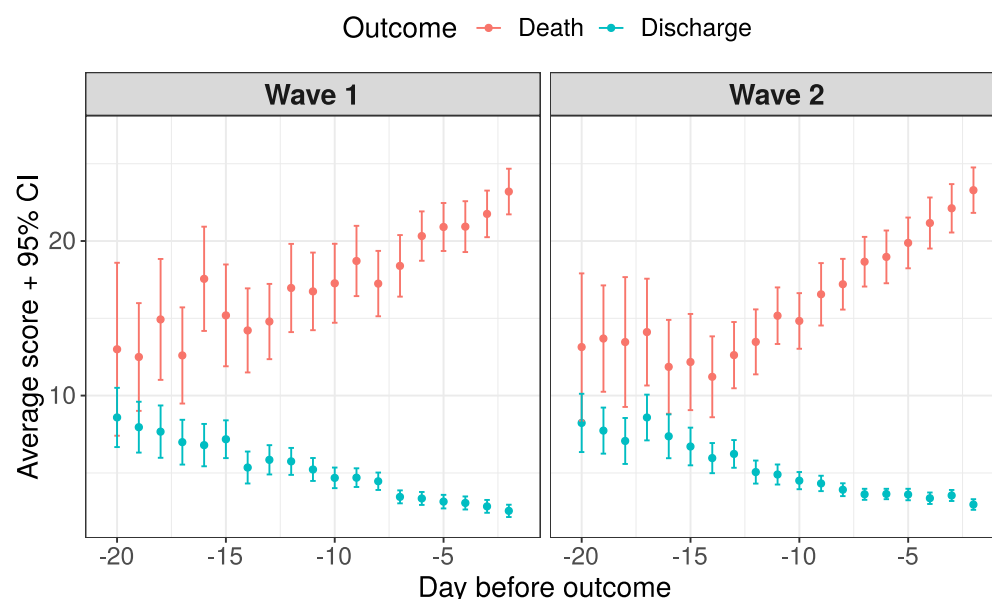 Outcome Death Discharge
Wave 1 Wave 2
Average score + 95% CI
20
10
-20 -15 -10 -5 -20 -15 -10 -5
Day before outcome